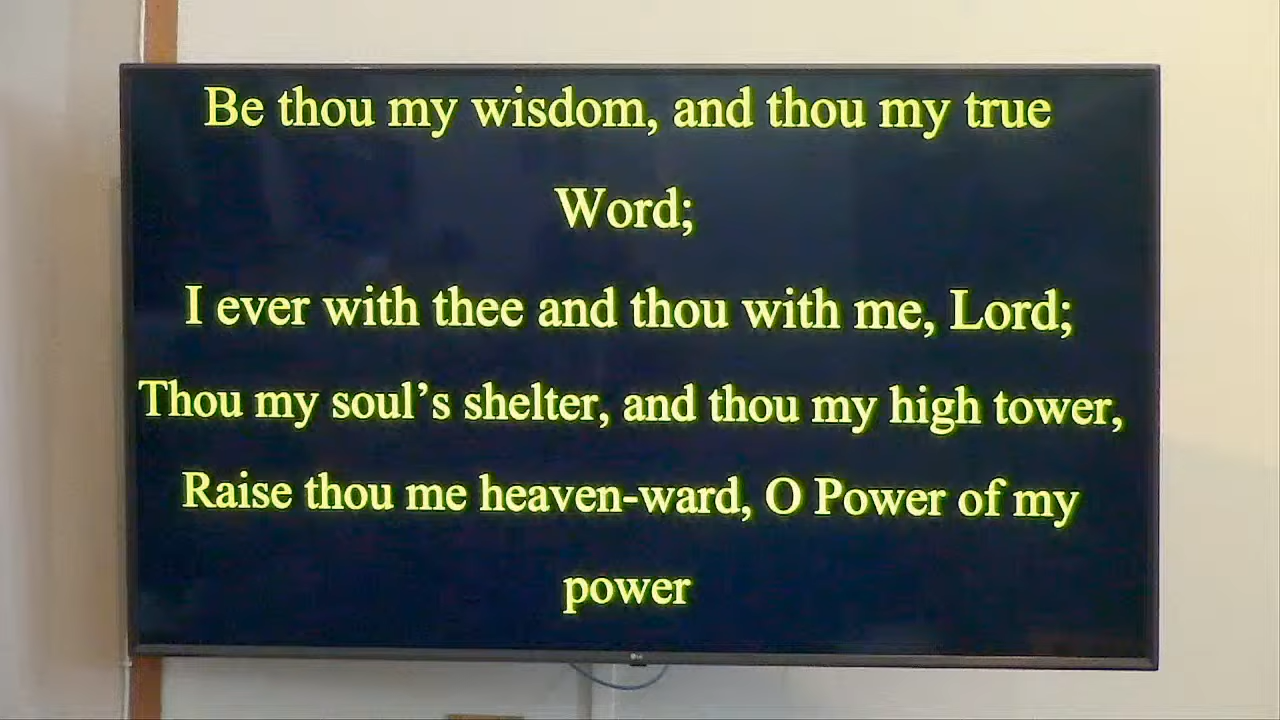 Be thou my wisdom, and thou my true
Word;
I ever with thee and thou with me, Lord;
Thou my soul’s shelter, and thou my high tower,
Raise thou me heaven-ward, O Power of my
power
LG